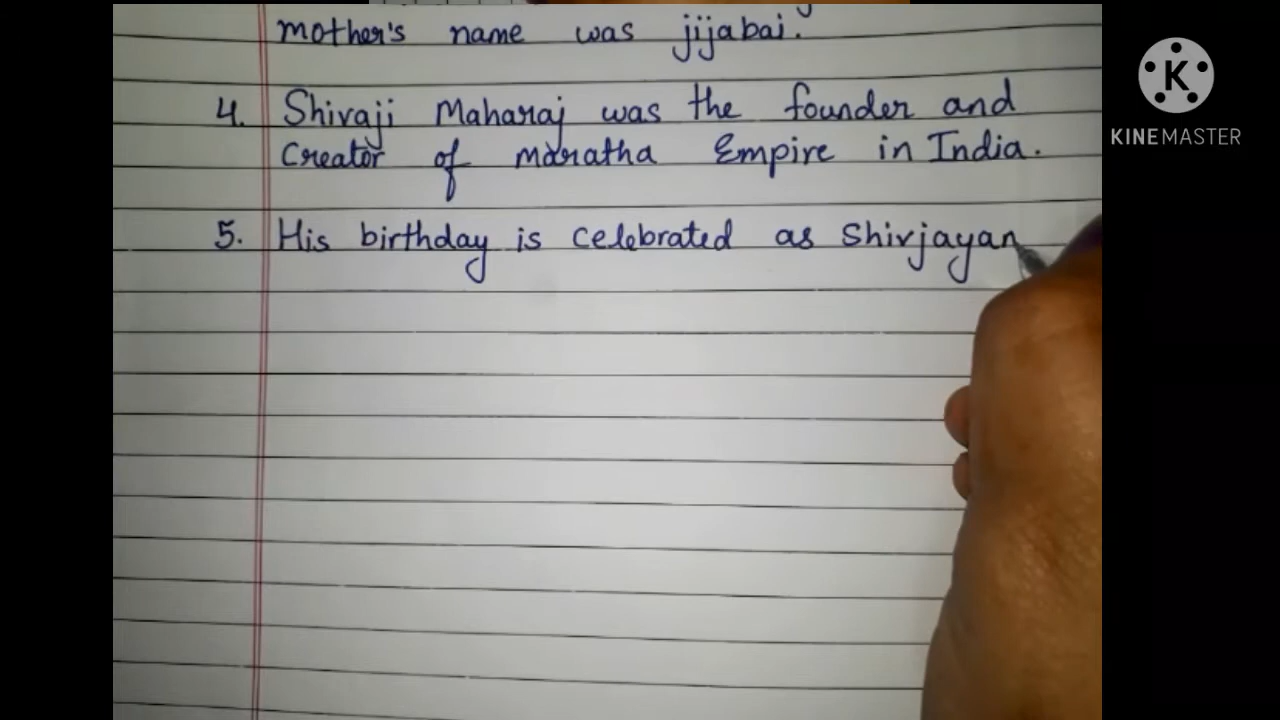 mother's name was jijabai.
4. Shivaji Maharaj was the founder and
Creator of Maratha Empire in India.
5. His birthday is celebrated as Shivjayan
KINEMASTER